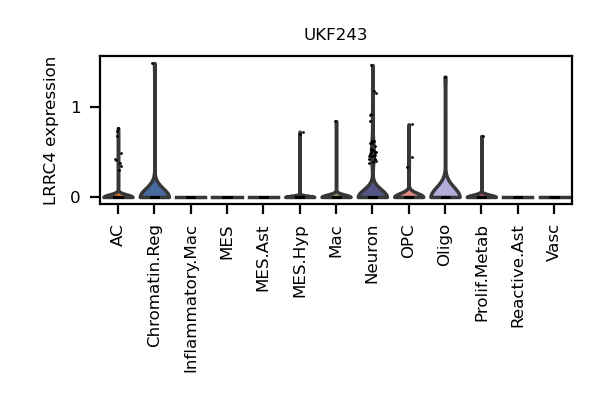 UKF243
LRRC4 expression
1
0
AC
Chromatin.Reg
Inflammatory.Mac
MES
MES.Ast
MES.Hyp
Mac
Neuron
OPC
Oligo
Prolif.Metab
Reactive.Ast
Vasc